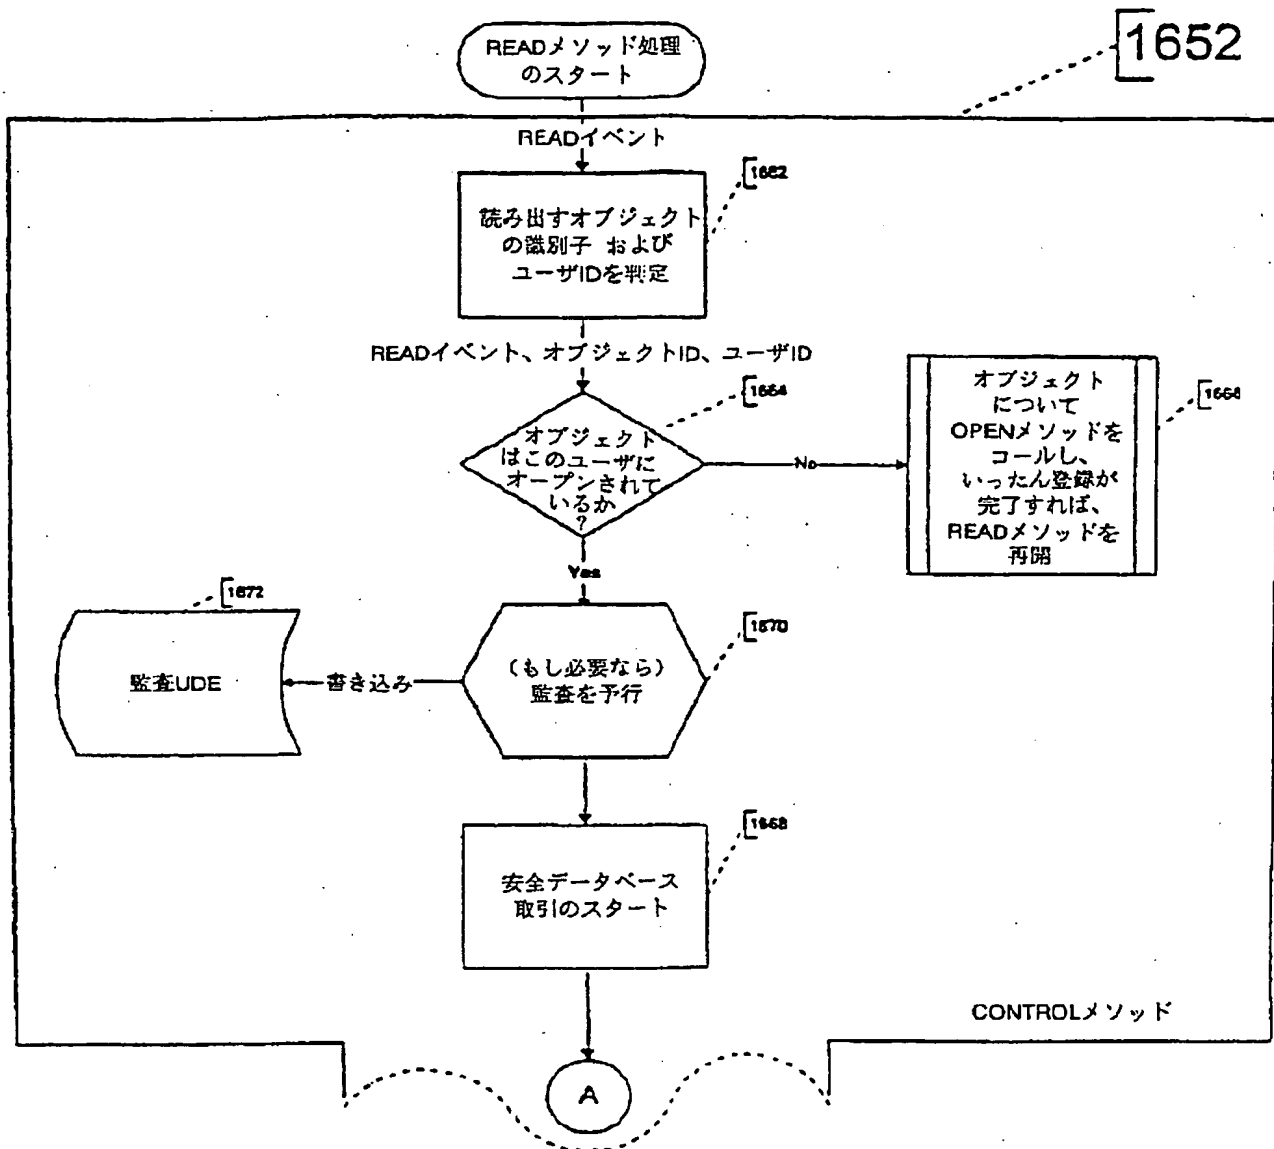 READメソッド処理
のスタート
1652
READイベント
1662
読み出すオブジェクト
の識別子 および
ユーザIDを判定
READイベント、オブジェクトID、ユーザID
1664
オブジェクト
はこのユーザに
オープンされて
いるか
?
No
オブジェクト
について
OPENメソッドを
コールし、
いったん登録が
完了すれば、
READメソッドを
再開
1666
Yes
1672
監査UDE
書き込み
(もし必要なら)
監査を予行
1670
1668
安全データベース
取引のスタート
CONTROLメソッド
A